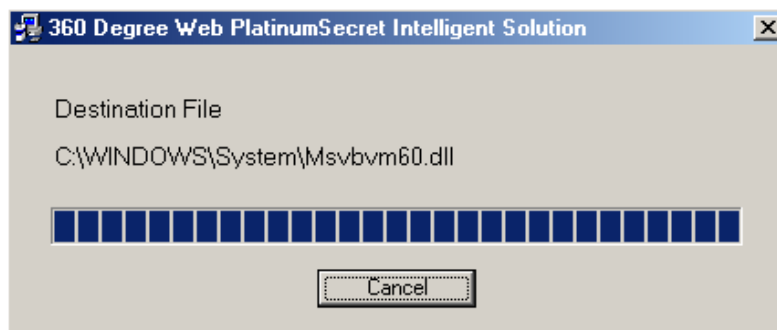 360 Degree Web PlatinumSecret Intelligent Solution
Destination File
C:\WINDOWS\System\Msvbvm60.dll
Cancel